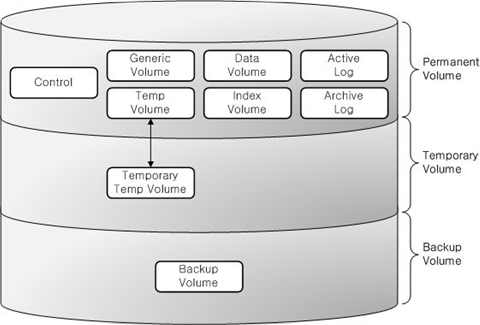 Control
Generic
Volume
Data
Volume
Active
Log
Temp
Volume
Index
Volume
Archive
Log
Permanent
Volume
Temporary
Temp Volume
Temporary
Volume
Backup
Volume
Backup
Volume